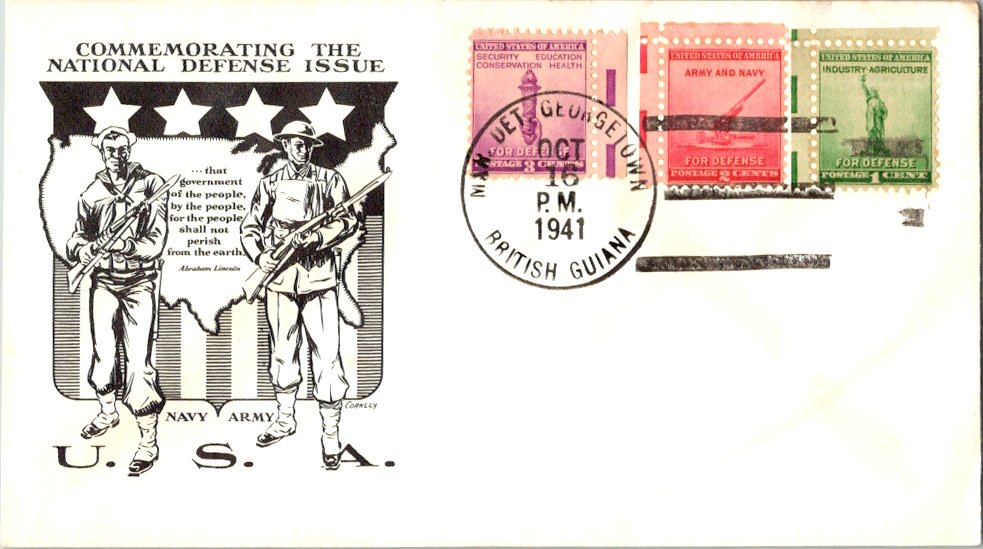 COMMEMORATING THE
NATIONAL DEFENSE ISSUE
...that
government
of the people,
by the people,
for the people
shall not
perish
from the earth.
Abraham Lincoln
COAKLEY
NAVY ARMY
U. S. A.
UNITED STATES OF AMERICA
SECURITY EDUCATION
CONSERVATION HEALTH
FOR DEFENSE
POSTAGE 3 CENTS
UNITED STATES OF AMERICA
ARMY AND NAVY
FOR DEFENSE
POSTAGE 2 CENTS
UNITED STATES OF AMERICA
INDUSTRY-AGRICULTURE
FOR DEFENSE
POSTAGE 1 CENT
MAR DET, GEORGETOWN
OCT
16
P.M.
1941
BRITISH GUIANA